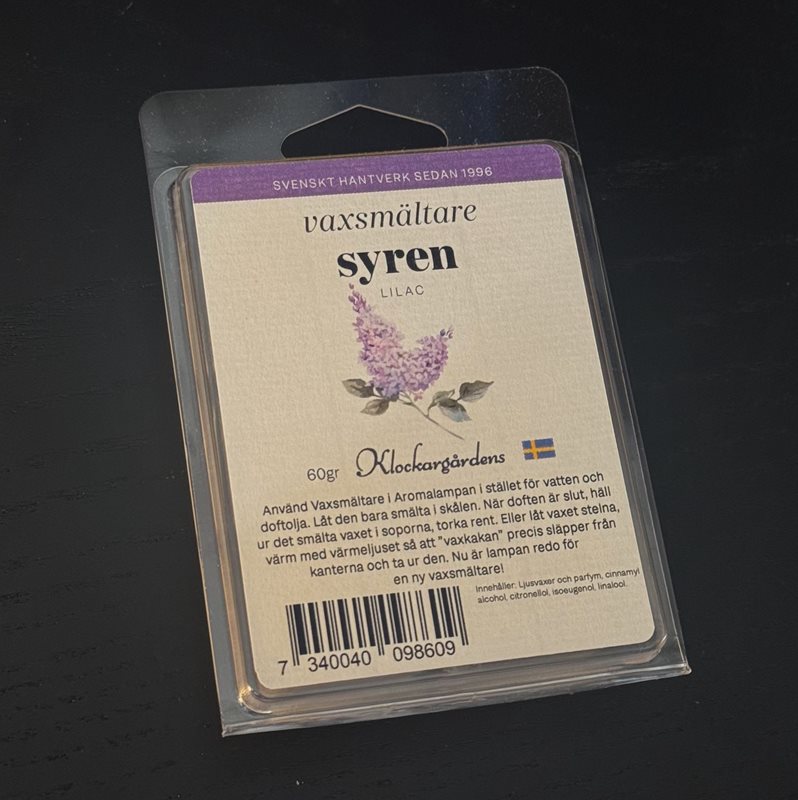 SVENSKT HANTVERK SEDAN 1996
vaxsmältare
syren
LILAC
60gr Klockargårdens
Använd Vaxsmältare i Aromalampan i stället för vatten och
doftolja. Låt den bara smälta i skålen. När doften är slut, häll
ur det smälta vaxet i soporna, torka rent. Eller låt vaxet stelna,
värm med värmeljuset så att ”vaxkakan” precis släpper från
kanterna och ta ur den. Nu är lampan redo för
en ny vaxsmältare!
Innehåller: Ljusvaxer och parfym, cinnamyl
alcohol, citronellol, isoeugenol, linalool.
7 340040 098609